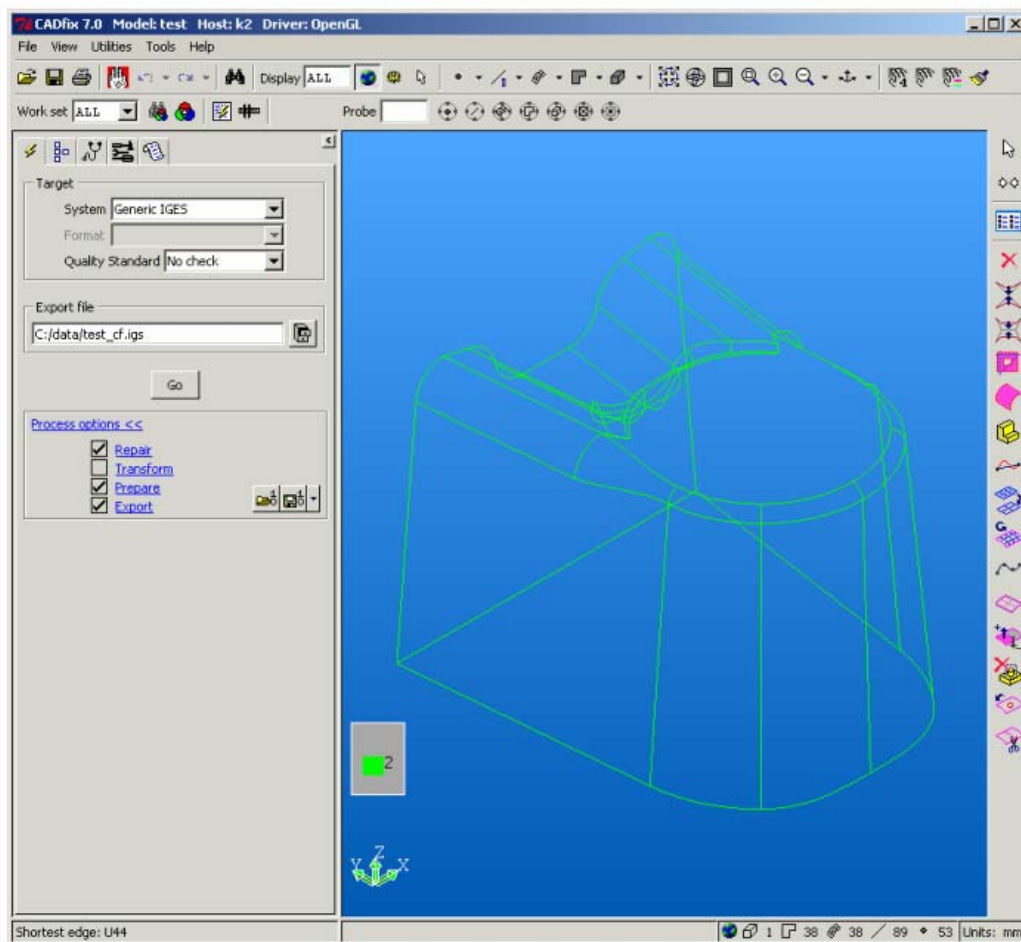 CADfix 7.0 Model: test Host: k2 Driver: OpenGL
File View Utilities Tools Help
Display ALL
Work set ALL Probe
Target
System Generic IGES
Format
Quality Standard No check
Export file
C:/data/test_cf.igs
Go
Process options <<
Repair
Transform
Prepare
Export
2
Y Z X
Shortest edge: U44 1 38 38 89 53 Units: mm